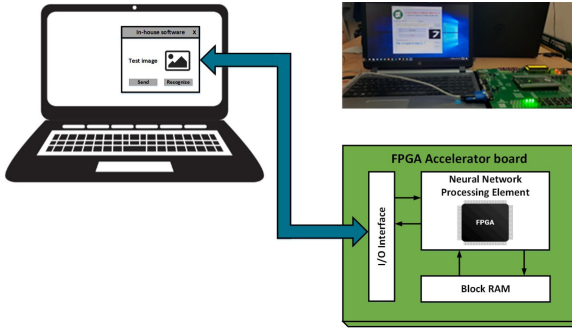 In-house software X
Test image
Send Recognize
FPGA Accelerator board
Neural Network
Processing Element
FPGA
I/O Interface
Block RAM